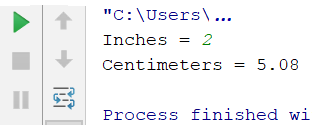 "C:\Users\...
Inches = 2
Centimeters = 5.08
Process finished wi